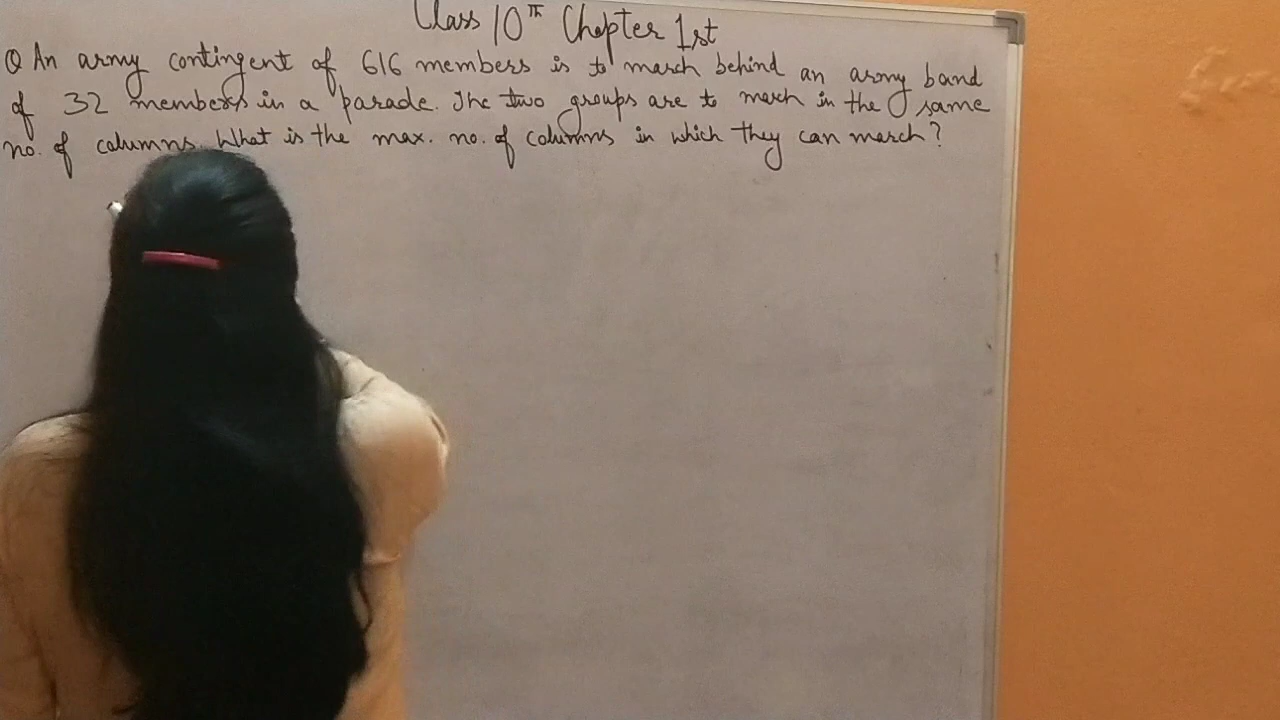 Class 10th Chapter 1st
Q An army contingent of 616 members is to march behind an army band
of 32 members in a parade. The two groups are to march in the same
no. of columns. What is the max. no. of columns in which they can march?